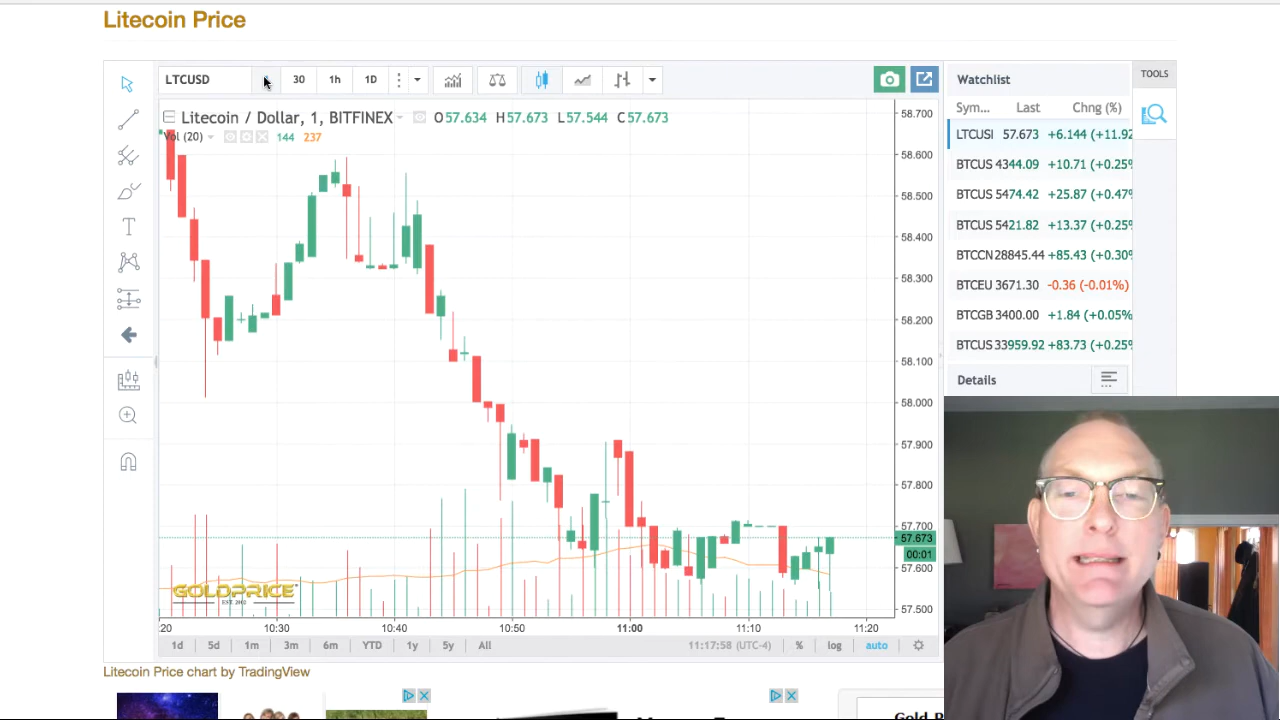 Litecoin Price
LTCUSD 30 1h 1D
Watchlist
TOOLS
Litecoin / Dollar, 1, BITFINEX O57.634 H57.673 L57.544 C57.673
Vol (20) 144 237
Sym... Last Chng (%)
LTCUSI 57.673 +6.144 (+11.92
BTCUS 4344.09 +10.71 (+0.25%
BTCUS 5474.42 +25.87 (+0.47%
BTCUS 5421.82 +13.37 (+0.25%
BTCCN 28845.44 +85.43 (+0.30%
BTCEU 3671.30 -0.36 (-0.01%)
BTCGB 3400.00 +1.84 (+0.05%
BTCUS 33959.92 +83.73 (+0.25%
Details
58.700
58.600
58.500
58.400
58.300
58.200
58.100
58.000
57.900
57.800
57.700
57.673
00:01
57.600
57.500
GOLDPRICE
EST. 2002
:20 10:30 10:40 10:50 11:00 11:10 11:20
1d 5d 1m 3m 6m YTD 1y 5y All 11:17:58 (UTC-4) % log auto
Litecoin Price chart by TradingView